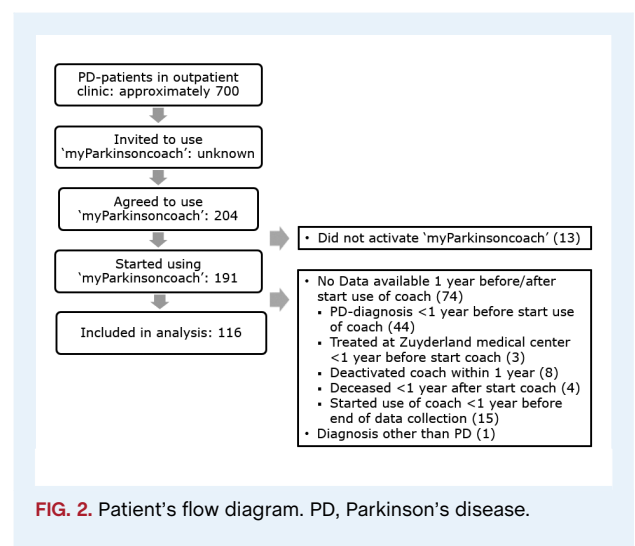 PD-patients in outpatient
clinic: approximately 700
Invited to use
‘myParkinsoncoach’: unknown
Agreed to use
‘myParkinsoncoach’: 204
• Did not activate ‘myParkinsoncoach’ (13)
Started using
‘myParkinsoncoach’: 191
• No Data available 1 year before/after
start use of coach (74)
▪ PD-diagnosis <1 year before start use
of coach (44)
▪ Treated at Zuyderland medical center
<1 year before start coach (3)
▪ Deactivated coach within 1 year (8)
▪ Deceased <1 year after start coach (4)
▪ Started use of coach <1 year before
end of data collection (15)
• Diagnosis other than PD (1)
Included in analysis: 116
FIG. 2. Patient’s flow diagram. PD, Parkinson’s disease.